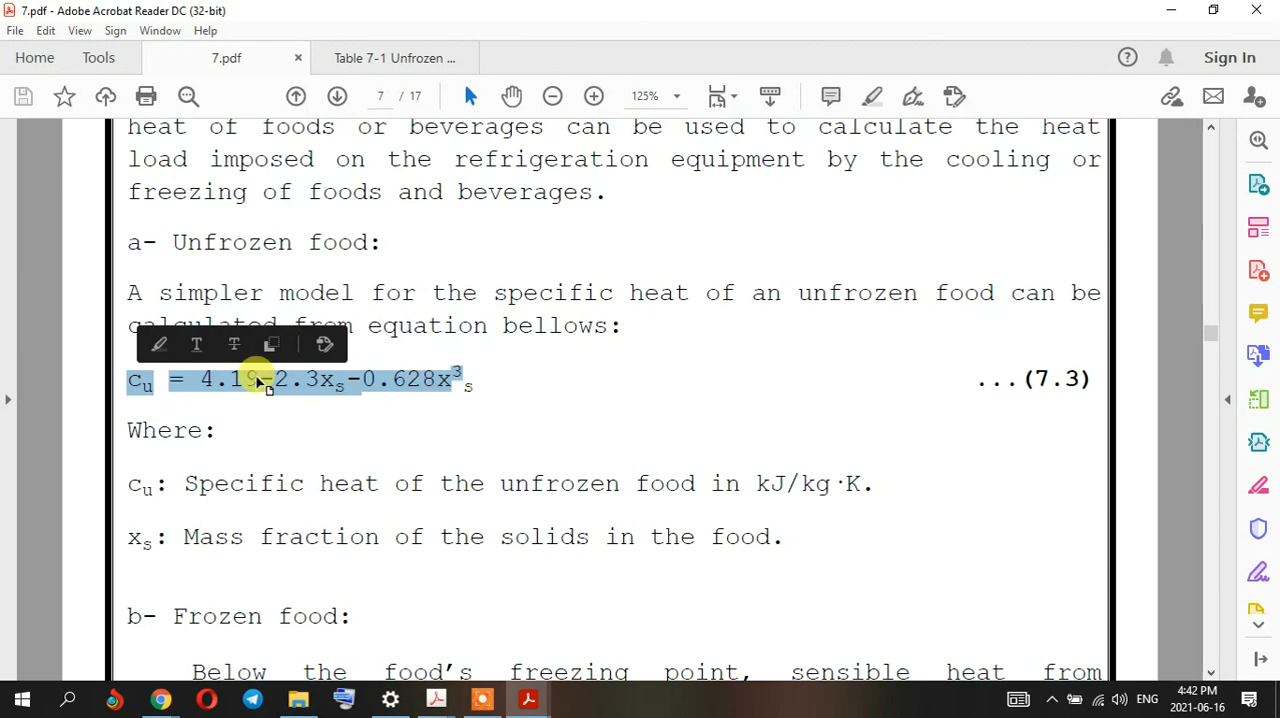 7.pdf - Adobe Acrobat Reader DC (32-bit)
File Edit View Sign Window Help
Home Tools 7.pdf × Table 7-1 Unfrozen ... Sign In
7 / 17 125%
heat of foods or beverages can be used to calculate the heat
load imposed on the refrigeration equipment by the cooling or
freezing of foods and beverages.
a- Unfrozen food:
A simpler model for the specific heat of an unfrozen food can be
calculated from equation bellows:
cᵤ = 4.19-2.3xₛ-0.628x³ₛ ...(7.3)
Where:
cᵤ: Specific heat of the unfrozen food in kJ/kg·K.
xₛ: Mass fraction of the solids in the food.
b- Frozen food:
Below the food's freezing point, sensible heat from
ENG
4:42 PM
2021-06-16